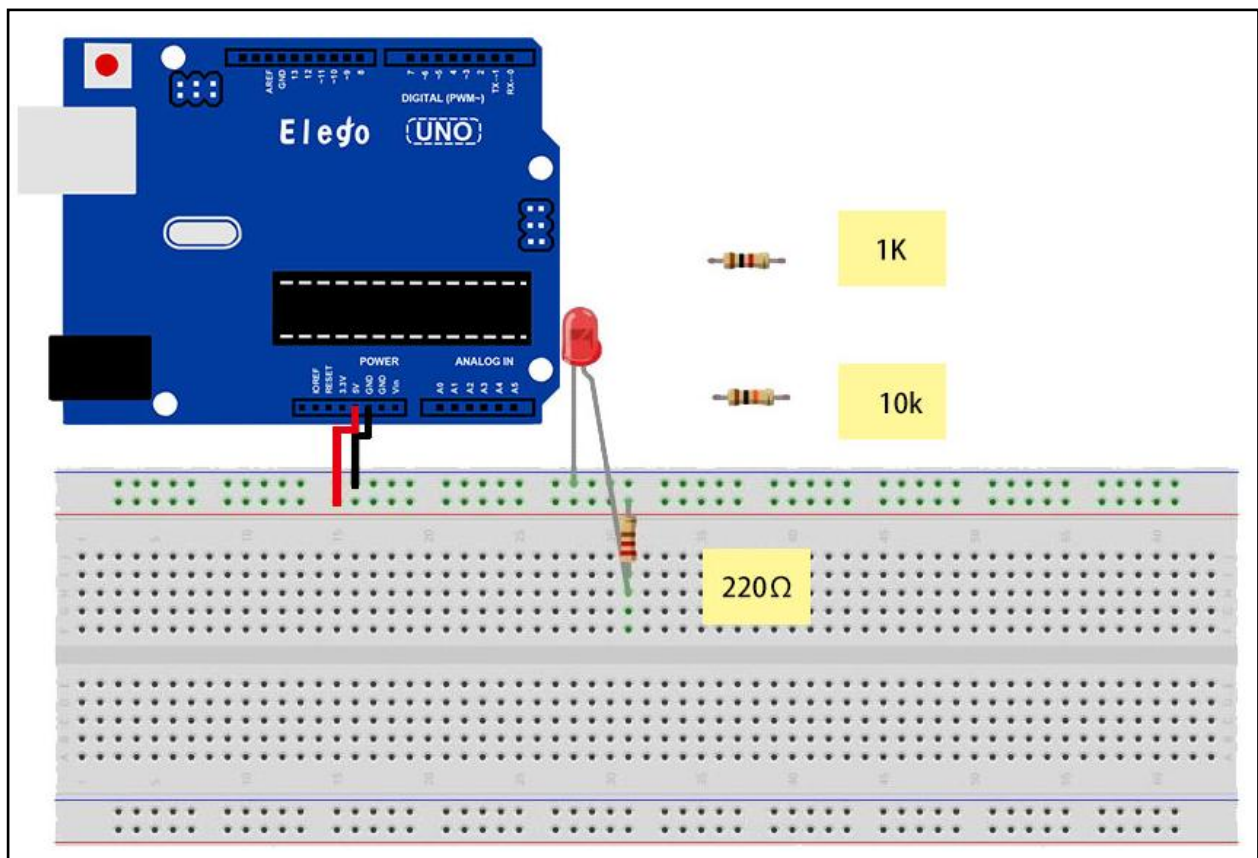 AREF
GND
13
12
~11
~10
~9
8
7
~6
~5
4
~3
2
TX→1
RX←0
DIGITAL (PWM~)
Elego
UNO
1K
POWER
ANALOG IN
IOREF
RESET
3.3V
5V
GND
GND
Vin
A0
A1
A2
A3
A4
A5
10k
220Ω